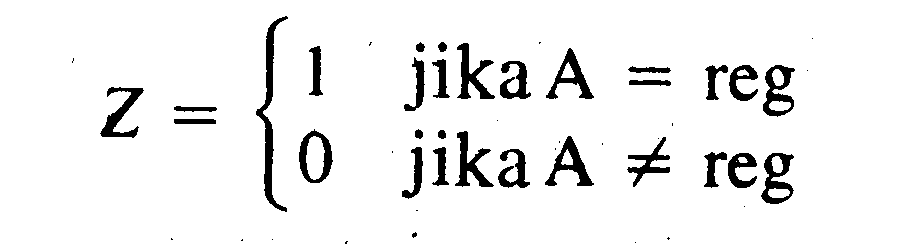 Z = { 1 jika A = reg
0 jika A ≠ reg